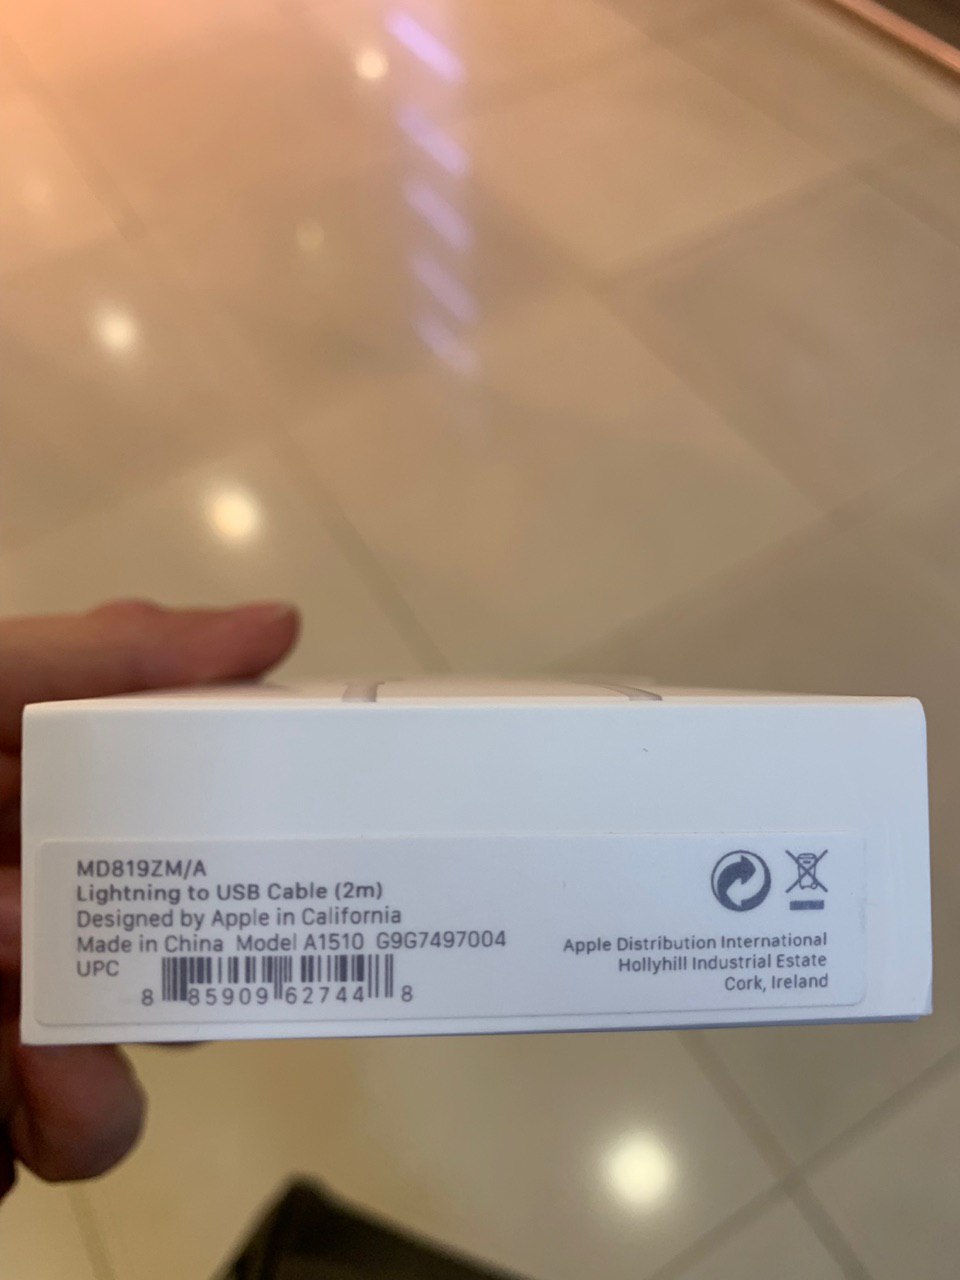 MD819ZM/A
Lightning to USB Cable (2m)
Designed by Apple in California
Made in China Model A1510 G9G7497004
UPC
8 85909 62744 8
Apple Distribution International
Hollyhill Industrial Estate
Cork, Ireland